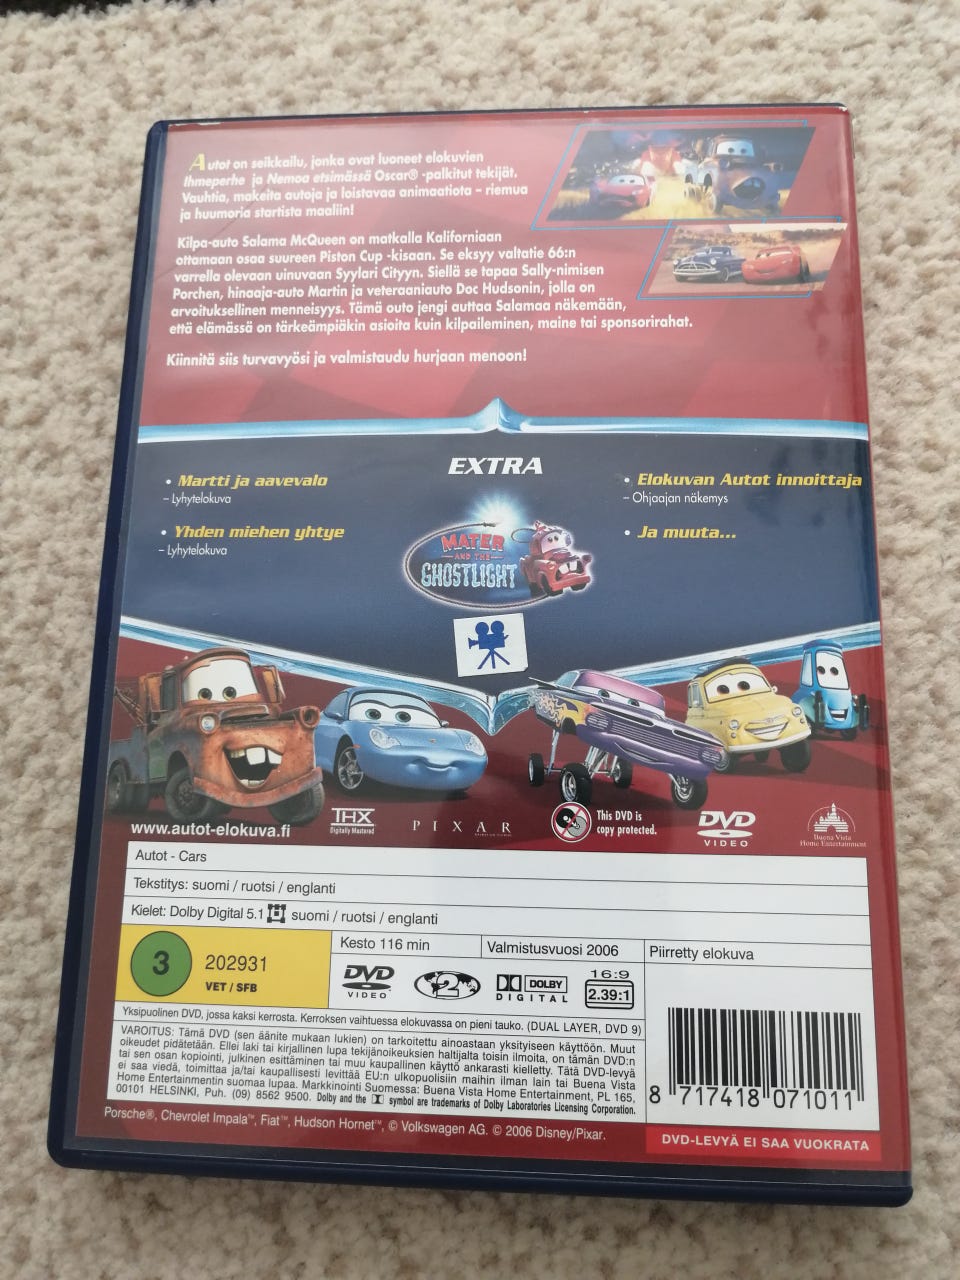 Autot on seikkailu, jonka ovat luoneet elokuvien
Ihmeperhe ja Nemoa etsimässä Oscar® -palkitut tekijät.
Vauhtia, makeita autoja ja loistavaa animaatiota – riemua
ja huumoria startista maaliin!
Kilpa-auto Salama McQueen on matkalla Kaliforniaan
ottamaan osaa suureen Piston Cup -kisaan. Se eksyy valtatie 66:n
varrella olevaan uinuvaan Syylari Cityyn. Siellä se tapaa Sally-nimisen
Porchen, hinaaja-auto Martin ja veteraaniauto Doc Hudsonin, jolla on
arvoituksellinen menneisyys. Tämä outo jengi auttaa Salamaa näkemään,
että elämässä on tärkeämpiäkin asioita kuin kilpaileminen, maine tai sponsorirahat.
Kiinnitä siis turvavyösi ja valmistaudu hurjaan menoon!
EXTRA
• Martti ja aavevalo
– Lyhytelokuva
• Yhden miehen yhtye
– Lyhytelokuva
• Elokuvan Autot innoittaja
– Ohjaajan näkemys
• Ja muuta...
MATER
AND THE
GHOSTLIGHT
www.autot-elokuva.fi
THX
Digitally Mastered
PIXAR
ANIMATION STUDIOS
This DVD is
copy protected.
DVD
VIDEO
Buena Vista
Home Entertainment
Autot - Cars
Tekstitys: suomi / ruotsi / englanti
Kielet: Dolby Digital 5.1 suomi / ruotsi / englanti
3
202931
VET / SFB
Kesto 116 min
Valmistusvuosi 2006
Piirretty elokuva
DVD
VIDEO
2
DOLBY
DIGITAL
16:9
2.39:1
Yksipuolinen DVD, jossa kaksi kerrosta. Kerroksen vaihtuessa elokuvassa on pieni tauko. (DUAL LAYER, DVD 9)
VAROITUS: Tämä DVD (sen äänite mukaan lukien) on tarkoitettu ainoastaan yksityiseen käyttöön. Muut
oikeudet pidätetään. Ellei laki tai kirjallinen lupa tekijänoikeuksien haltijalta toisin ilmoita, on tämän DVD:n
tai sen osan kopiointi, julkinen esittäminen tai muu kaupallinen käyttö ankarasti kielletty. Tätä DVD-levyä
ei saa viedä, toimittaa ja/tai kaupallisesti levittää EU:n ulkopuolisiin maihin ilman lain tai Buena Vista
Home Entertainmentin suomaa lupaa. Markkinointi Suomessa: Buena Vista Home Entertainment, PL 165,
00101 HELSINKI, Puh. (09) 8562 9500. Dolby and the symbol are trademarks of Dolby Laboratories Licensing Corporation.
8 717418 071011
Porsche®, Chevrolet Impala™, Fiat™, Hudson Hornet™, © Volkswagen AG. © 2006 Disney/Pixar.
DVD-LEVYÄ EI SAA VUOKRATA